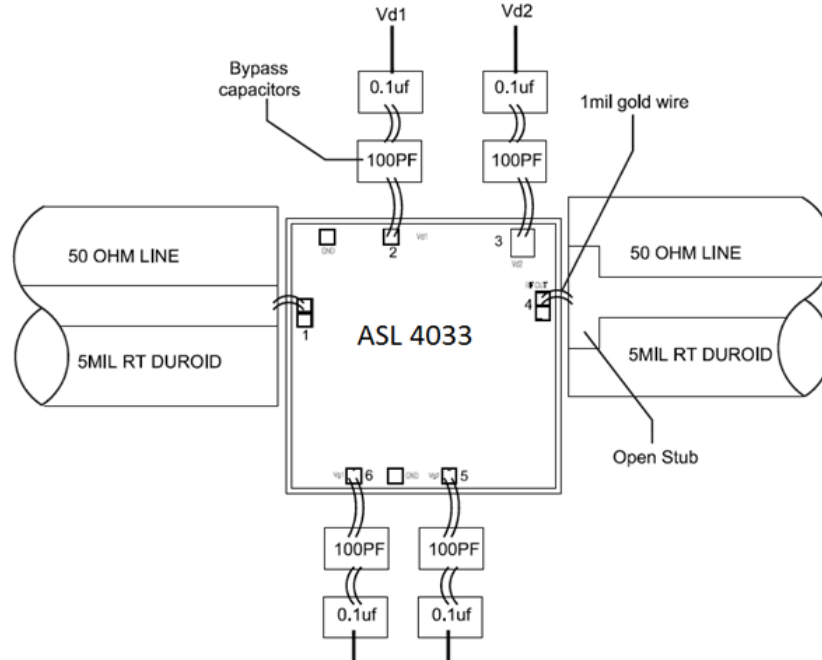 Vd1
Vd2
Bypass
capacitors
0.1uf
0.1uf
1mil gold wire
100PF
100PF
GND
2
Vd1
3
Vd2
50 OHM LINE
50 OHM LINE
RF OUT
4
1
ASL 4033
5MIL RT DUROID
5MIL RT DUROID
Open Stub
Vg1
6
GND
Vg2
5
100PF
100PF
0.1uf
0.1uf